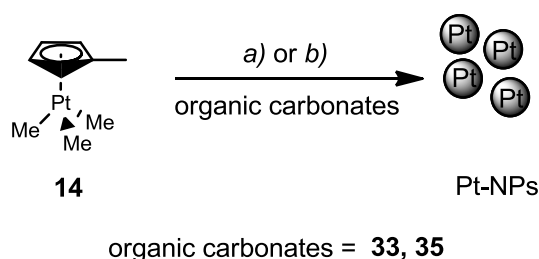 a) or b)
organic carbonates
Pt
Me
Me
Me
14
Pt
Pt
Pt
Pt
Pt-NPs
organic carbonates = 33, 35